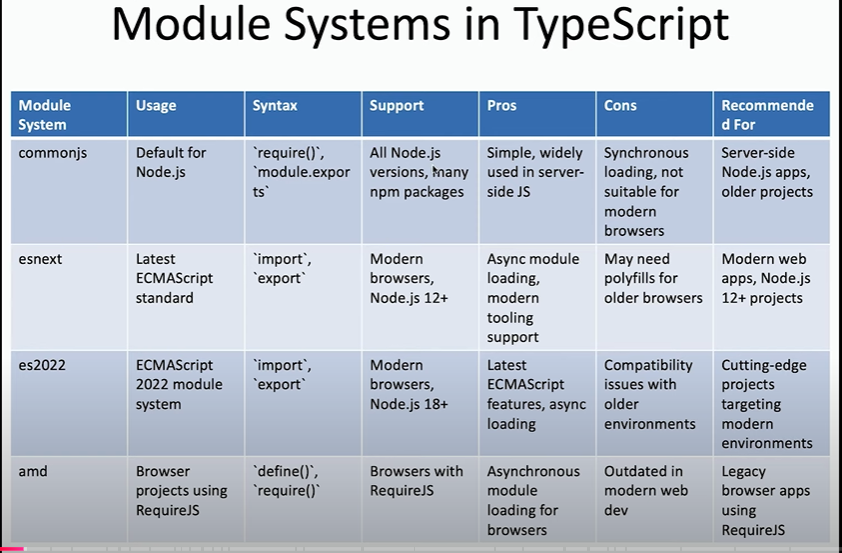 Module Systems in TypeScript
Module
System
Usage
Syntax
Support
Pros
Cons
Recommende
d For
commonjs
Default for
Node.js
`require()`,
`module.expor
ts`
All Node.js
versions, many
npm packages
Simple, widely
used in server-
side JS
Synchronous
loading, not
suitable for
modern
browsers
Server-side
Node.js apps,
older projects
esnext
Latest
ECMAScript
standard
`import`,
`export`
Modern
browsers,
Node.js 12+
Async module
loading,
modern
tooling
support
May need
polyfills for
older browsers
Modern web
apps, Node.js
12+ projects
es2022
ECMAScript
2022 module
system
`import`,
`export`
Modern
browsers,
Node.js 18+
Latest
ECMAScript
features, async
loading
Compatibility
issues with
older
environments
Cutting-edge
projects
targeting
modern
environments
amd
Browser
projects using
RequireJS
`define()`,
`require()`
Browsers with
RequireJS
Asynchronous
module
loading for
browsers
Outdated in
modern web
dev
Legacy
browser apps
using
RequireJS